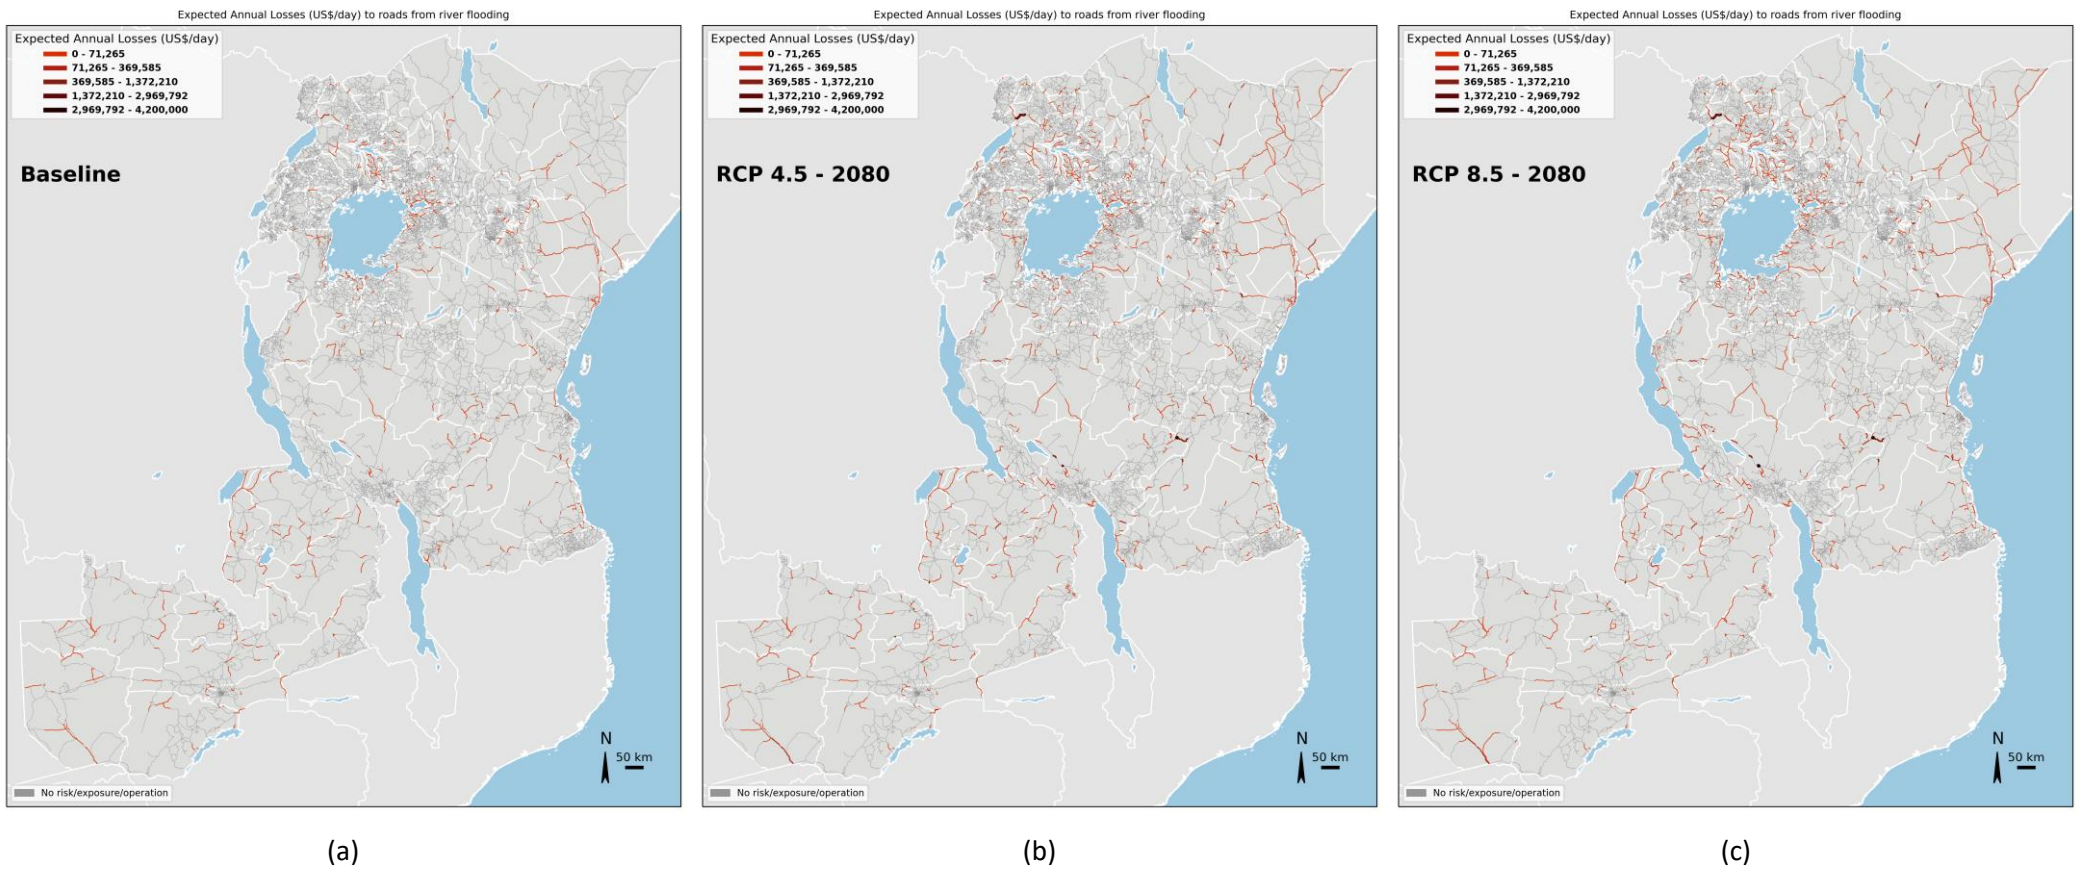 Expected Annual Losses (US$/day) to roads from river flooding
Expected Annual Losses (US$/day)
0 - 71,265
71,265 - 369,585
369,585 - 1,372,210
1,372,210 - 2,969,792
2,969,792 - 4,200,000
Baseline
N
50 km
No risk/exposure/operation
(a)
Expected Annual Losses (US$/day) to roads from river flooding
Expected Annual Losses (US$/day)
0 - 71,265
71,265 - 369,585
369,585 - 1,372,210
1,372,210 - 2,969,792
2,969,792 - 4,200,000
RCP 4.5 - 2080
N
50 km
No risk/exposure/operation
(b)
Expected Annual Losses (US$/day) to roads from river flooding
Expected Annual Losses (US$/day)
0 - 71,265
71,265 - 369,585
369,585 - 1,372,210
1,372,210 - 2,969,792
2,969,792 - 4,200,000
RCP 8.5 - 2080
N
50 km
No risk/exposure/operation
(c)